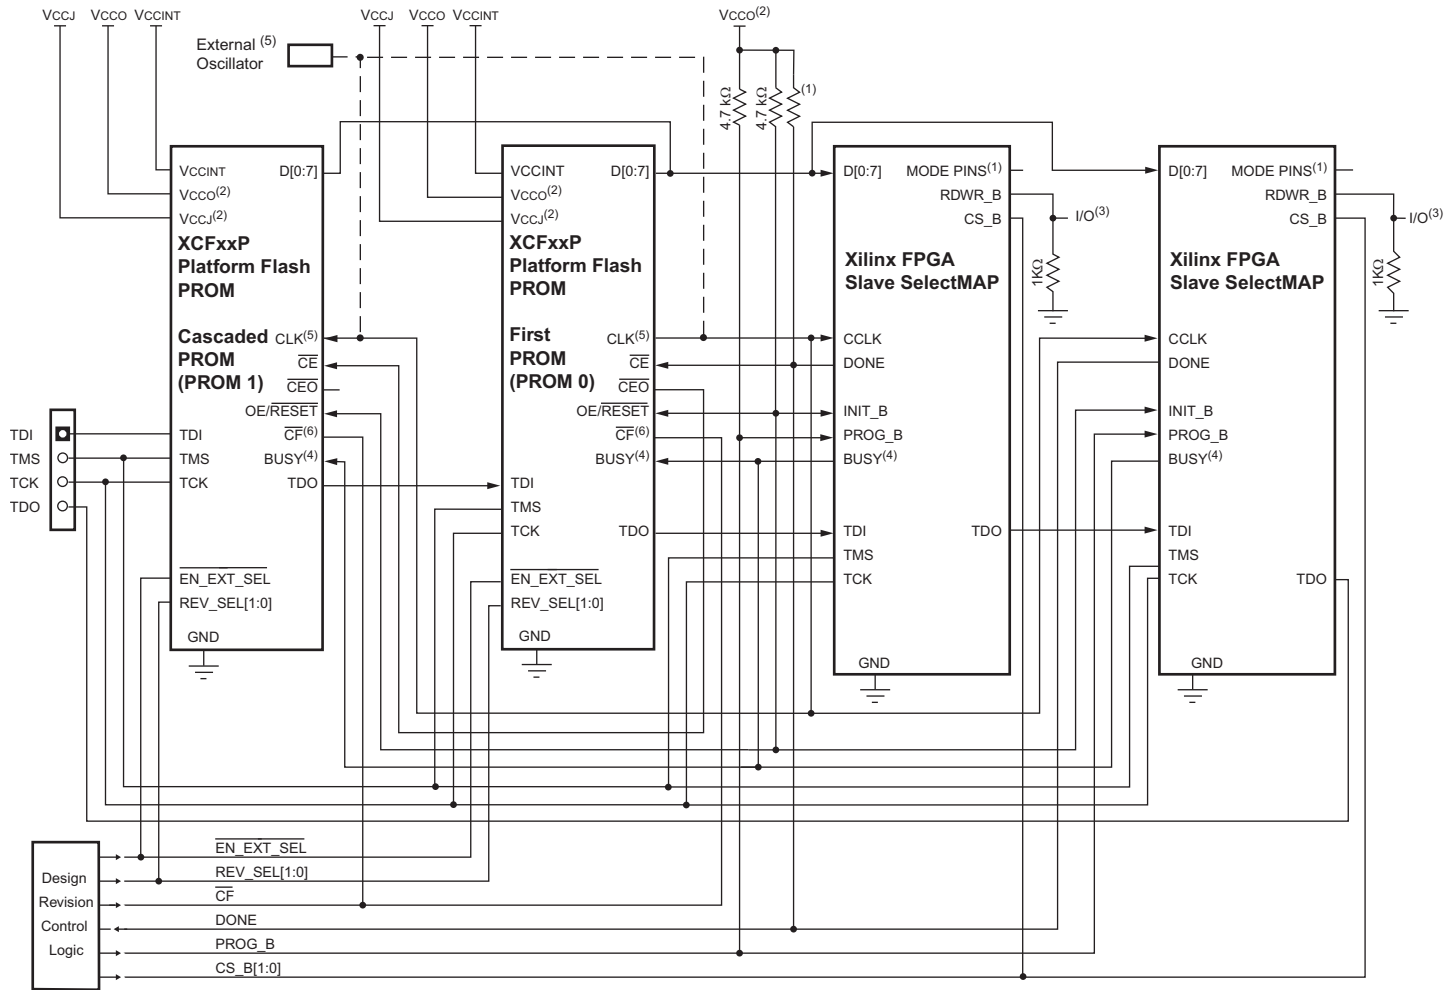 VCCJ VCCO VCCINT
VCCJ VCCO VCCINT
VCCO(2)
External (5)
Oscillator
4.7 kΩ
4.7 kΩ
(1)
VCCINT
VCCO(2)
VCCJ(2)
D[0:7]
XCFxxP
Platform Flash
PROM
Cascaded
PROM
(PROM 1)
CLK(5)
CE
CEO
OE/RESET
CF(6)
BUSY(4)
TDO
TDI
TMS
TCK
EN_EXT_SEL
REV_SEL[1:0]
GND
TDI
TMS
TCK
TDO
VCCINT
VCCO(2)
VCCJ(2)
D[0:7]
XCFxxP
Platform Flash
PROM
First
PROM
(PROM 0)
CLK(5)
CE
CEO
OE/RESET
CF(6)
BUSY(4)
TDI
TMS
TCK
TDO
EN_EXT_SEL
REV_SEL[1:0]
GND
D[0:7]
MODE PINS(1)
RDWR_B
CS_B
I/O(3)
1KΩ
Xilinx FPGA
Slave SelectMAP
CCLK
DONE
INIT_B
PROG_B
BUSY(4)
TDI
TMS
TCK
TDO
GND
D[0:7]
MODE PINS(1)
RDWR_B
CS_B
I/O(3)
1KΩ
Xilinx FPGA
Slave SelectMAP
CCLK
DONE
INIT_B
PROG_B
BUSY(4)
TDI
TMS
TCK
TDO
GND
Design
Revision
Control
Logic
EN_EXT_SEL
REV_SEL[1:0]
CF
DONE
PROG_B
CS_B[1:0]